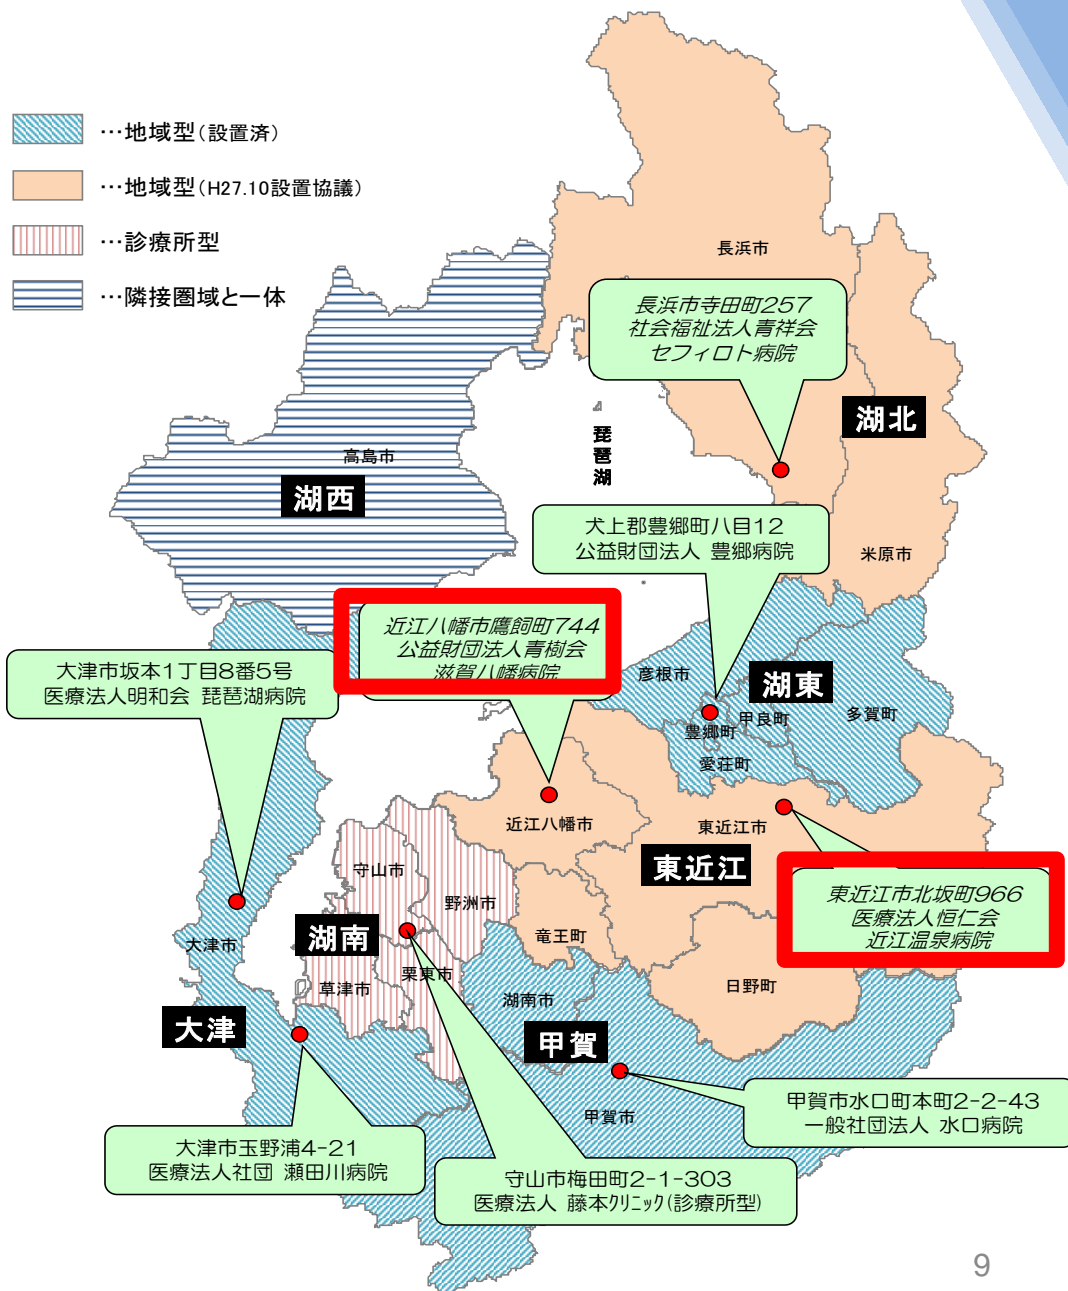 …地域型(設置済)
…地域型(H27.10設置協議)
…診療所型
…隣接圏域と一体
長浜市
長浜市寺田町257
社会福祉法人青祥会
セフィロト病院
湖北
琵琶湖
高島市
湖西
米原市
犬上郡豊郷町八目12
公益財団法人 豊郷病院
近江八幡市鷹飼町744
公益財団法人青樹会
滋賀八幡病院
大津市坂本1丁目8番5号
医療法人明和会 琵琶湖病院
彦根市
湖東
多賀町
甲良町
豊郷町
愛荘町
近江八幡市
東近江市
東近江
東近江市北坂町966
医療法人恒仁会
近江温泉病院
守山市
野洲市
湖南
竜王町
大津市
栗東市
草津市
日野町
湖南市
大津
甲賀
甲賀市
甲賀市水口町本町2-2-43
一般社団法人 水口病院
大津市玉野浦4-21
医療法人社団 瀬田川病院
守山市梅田町2-1-303
医療法人 藤本クリニック(診療所型)
9